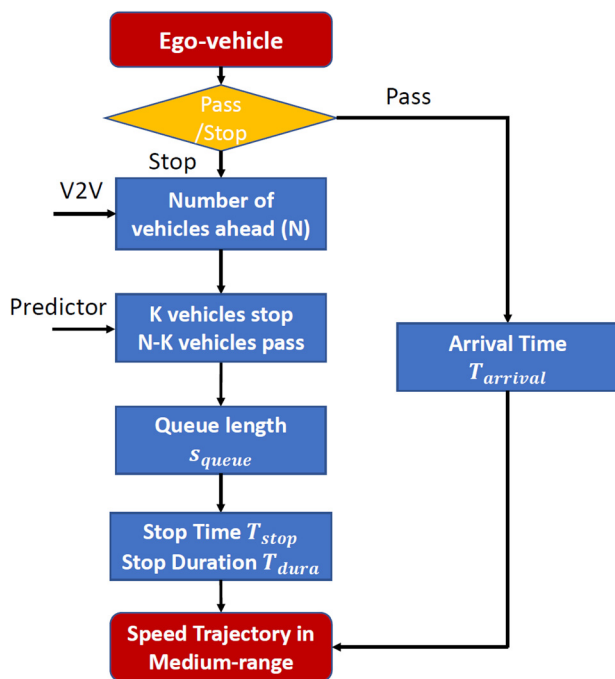 Ego-vehicle
Pass
/Stop
Pass
Stop
V2V
Number of
vehicles ahead (N)
Predictor
K vehicles stop
N-K vehicles pass
Arrival Time
T_arrival
Queue length
s_queue
Stop Time T_stop
Stop Duration T_dura
Speed Trajectory in
Medium-range